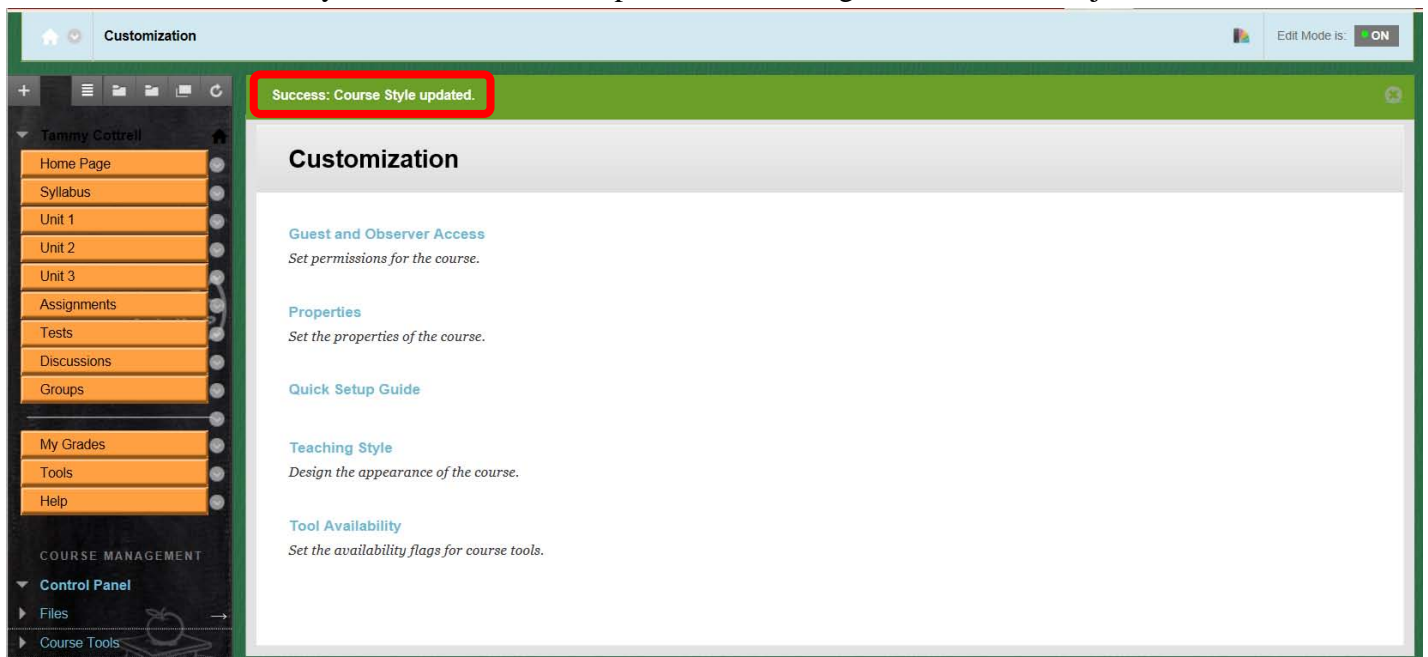 Customization
Edit Mode is: ON
Success: Course Style updated.
Tammy Cottrell
Home Page
Syllabus
Unit 1
Unit 2
Unit 3
Assignments
Tests
Discussions
Groups
My Grades
Tools
Help
COURSE MANAGEMENT
Control Panel
Files
Course Tools
Customization
Guest and Observer Access
Set permissions for the course.
Properties
Set the properties of the course.
Quick Setup Guide
Teaching Style
Design the appearance of the course.
Tool Availability
Set the availability flags for course tools.